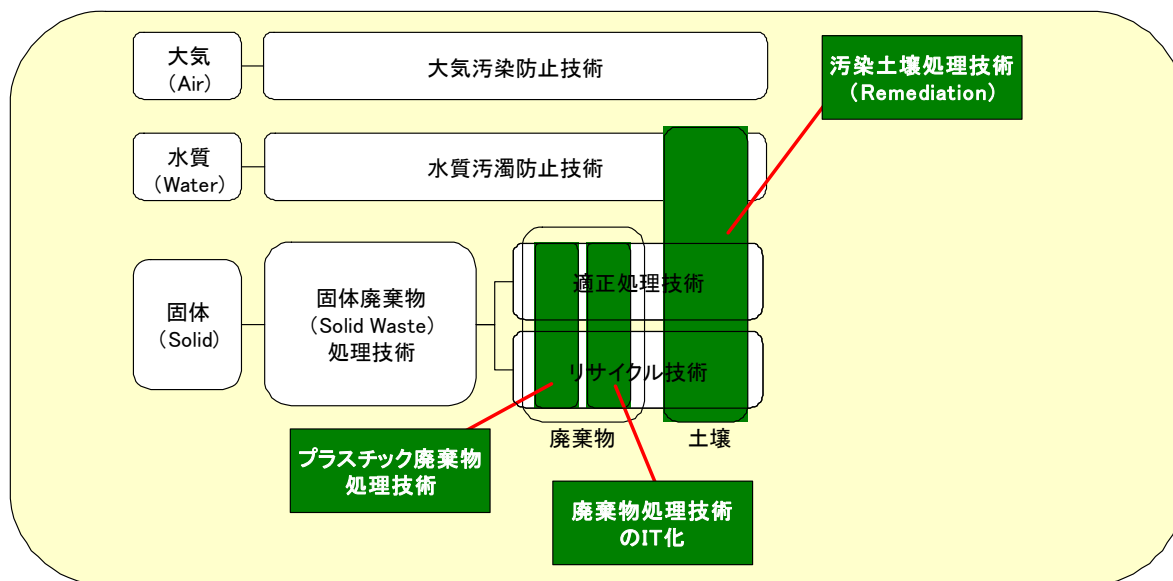 大気
(Air)
大気汚染防止技術
汚染土壌処理技術
(Remediation)
水質
(Water)
水質汚濁防止技術
固体
(Solid)
固体廃棄物
(Solid Waste)
処理技術
適正処理技術
リサイクル技術
廃棄物
土壌
プラスチック廃棄物
処理技術
廃棄物処理技術
のIT化